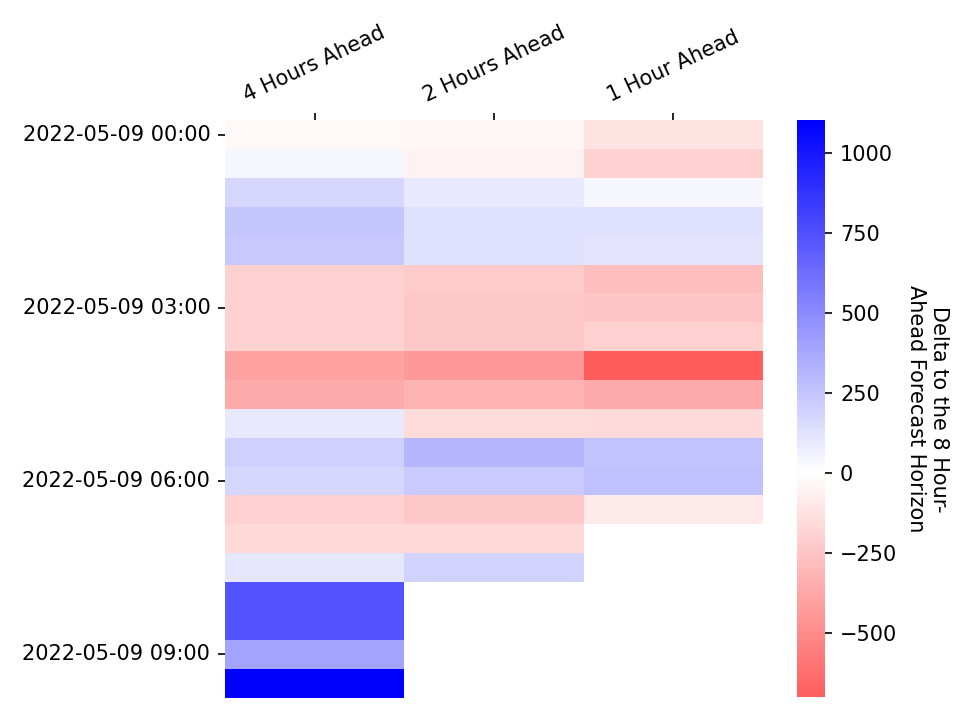 4 Hours Ahead
2 Hours Ahead
1 Hour Ahead
2022-05-09 00:00
2022-05-09 03:00
2022-05-09 06:00
2022-05-09 09:00
1000
750
500
250
0
−250
−500
Delta to the 8 Hour-
Ahead Forecast Horizon